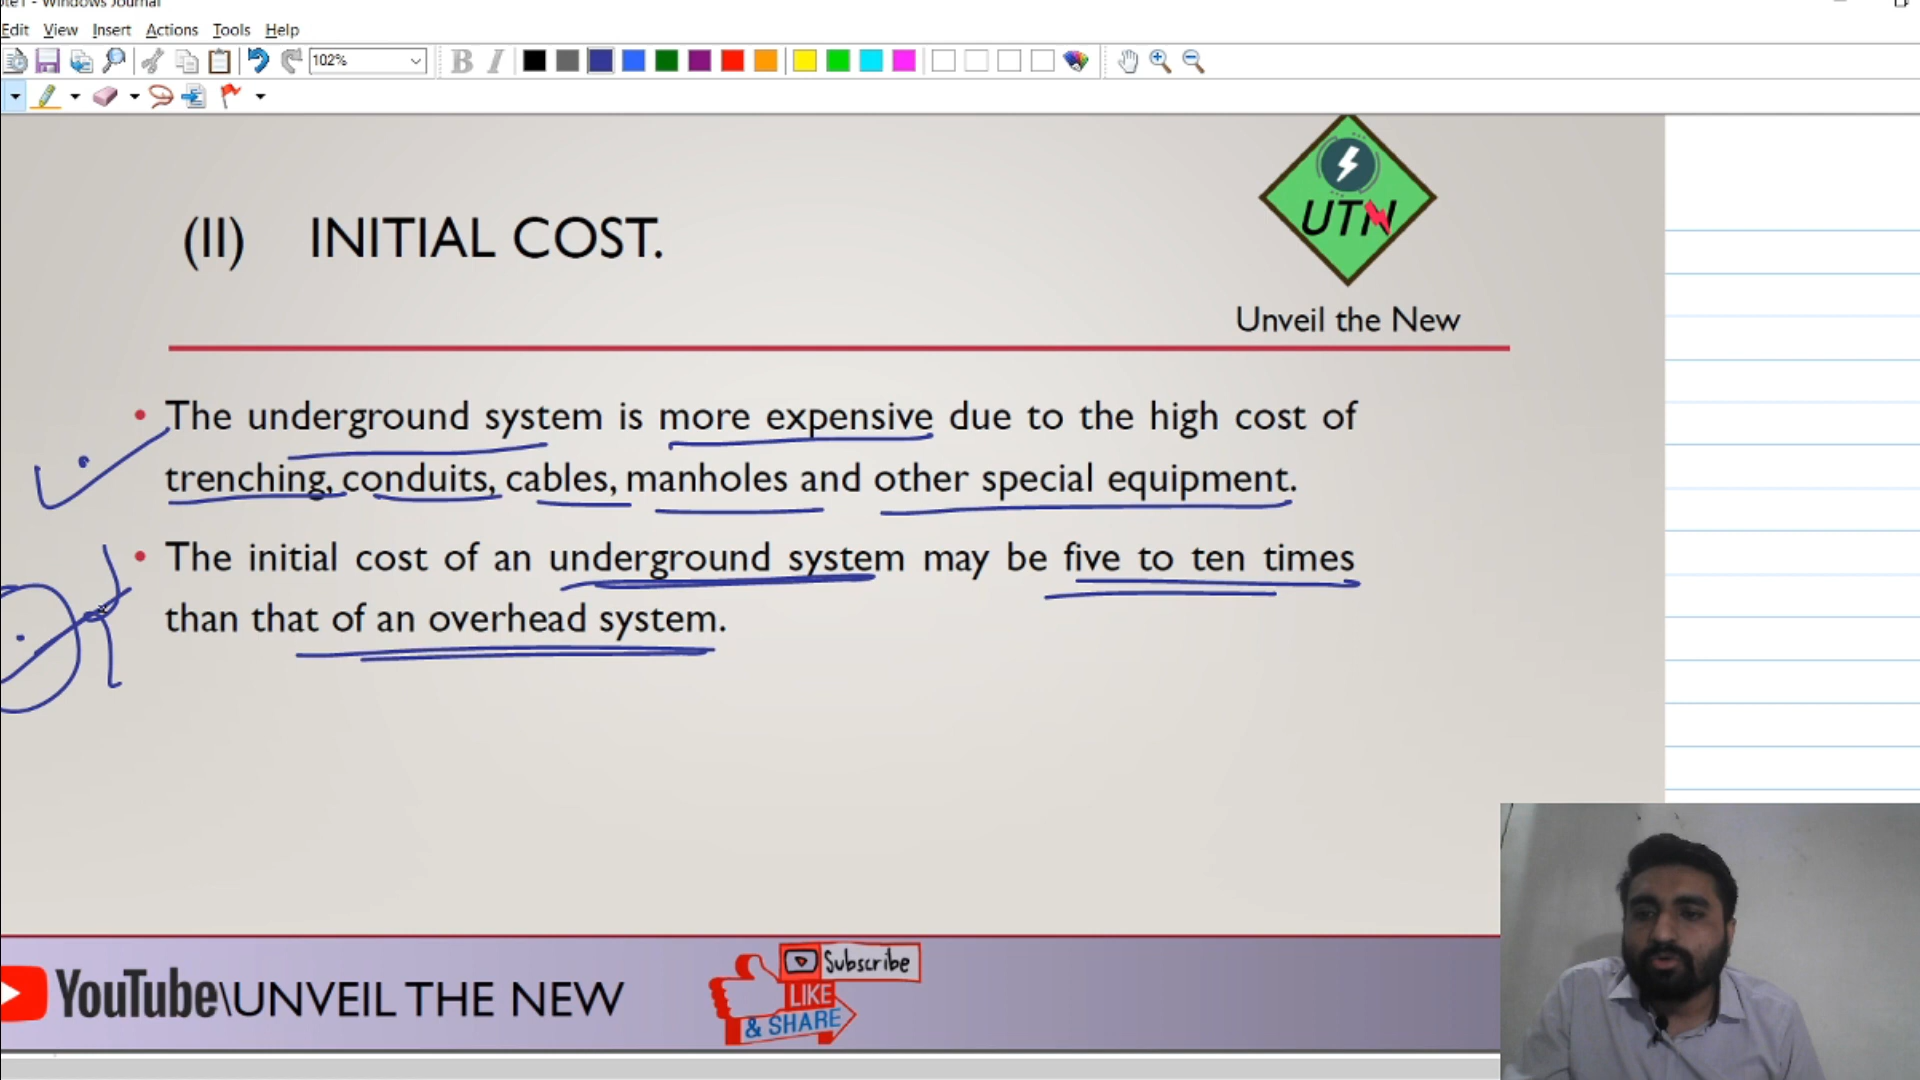 te1 - Windows Journal
Edit View Insert Actions Tools Help
102%
B I
UTN
Unveil the New
(II) INITIAL COST.
• The underground system is more expensive due to the high cost of
trenching, conduits, cables, manholes and other special equipment.
• The initial cost of an underground system may be five to ten times
than that of an overhead system.
YouTube\UNVEIL THE NEW
Subscribe
LIKE
& SHARE